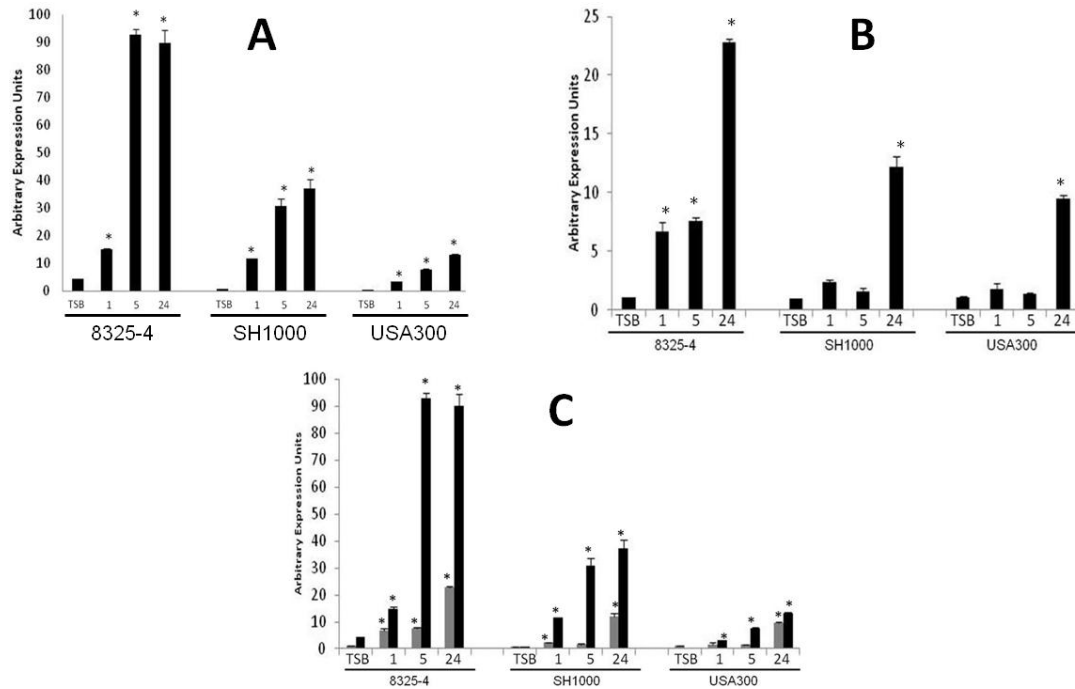 A
Arbitrary Expression Units
100
90
80
70
60
50
40
30
20
10
0
* * * * * * * *
*
TSB 1 5 24 TSB 1 5 24 TSB 1 5 24
8325-4 SH1000 USA300
B
Arbitrary Expression Units
25
20
15
10
5
0
* * * * *
TSB 1 5 24 TSB 1 5 24 TSB 1 5 24
8325-4 SH1000 USA300
C
Arbitrary Expression Units
100
90
80
70
60
50
40
30
20
10
0
* * * * * * * * * * * * * *
TSB 1 5 24 TSB 1 5 24 TSB 1 5 24
8325-4 SH1000 USA300